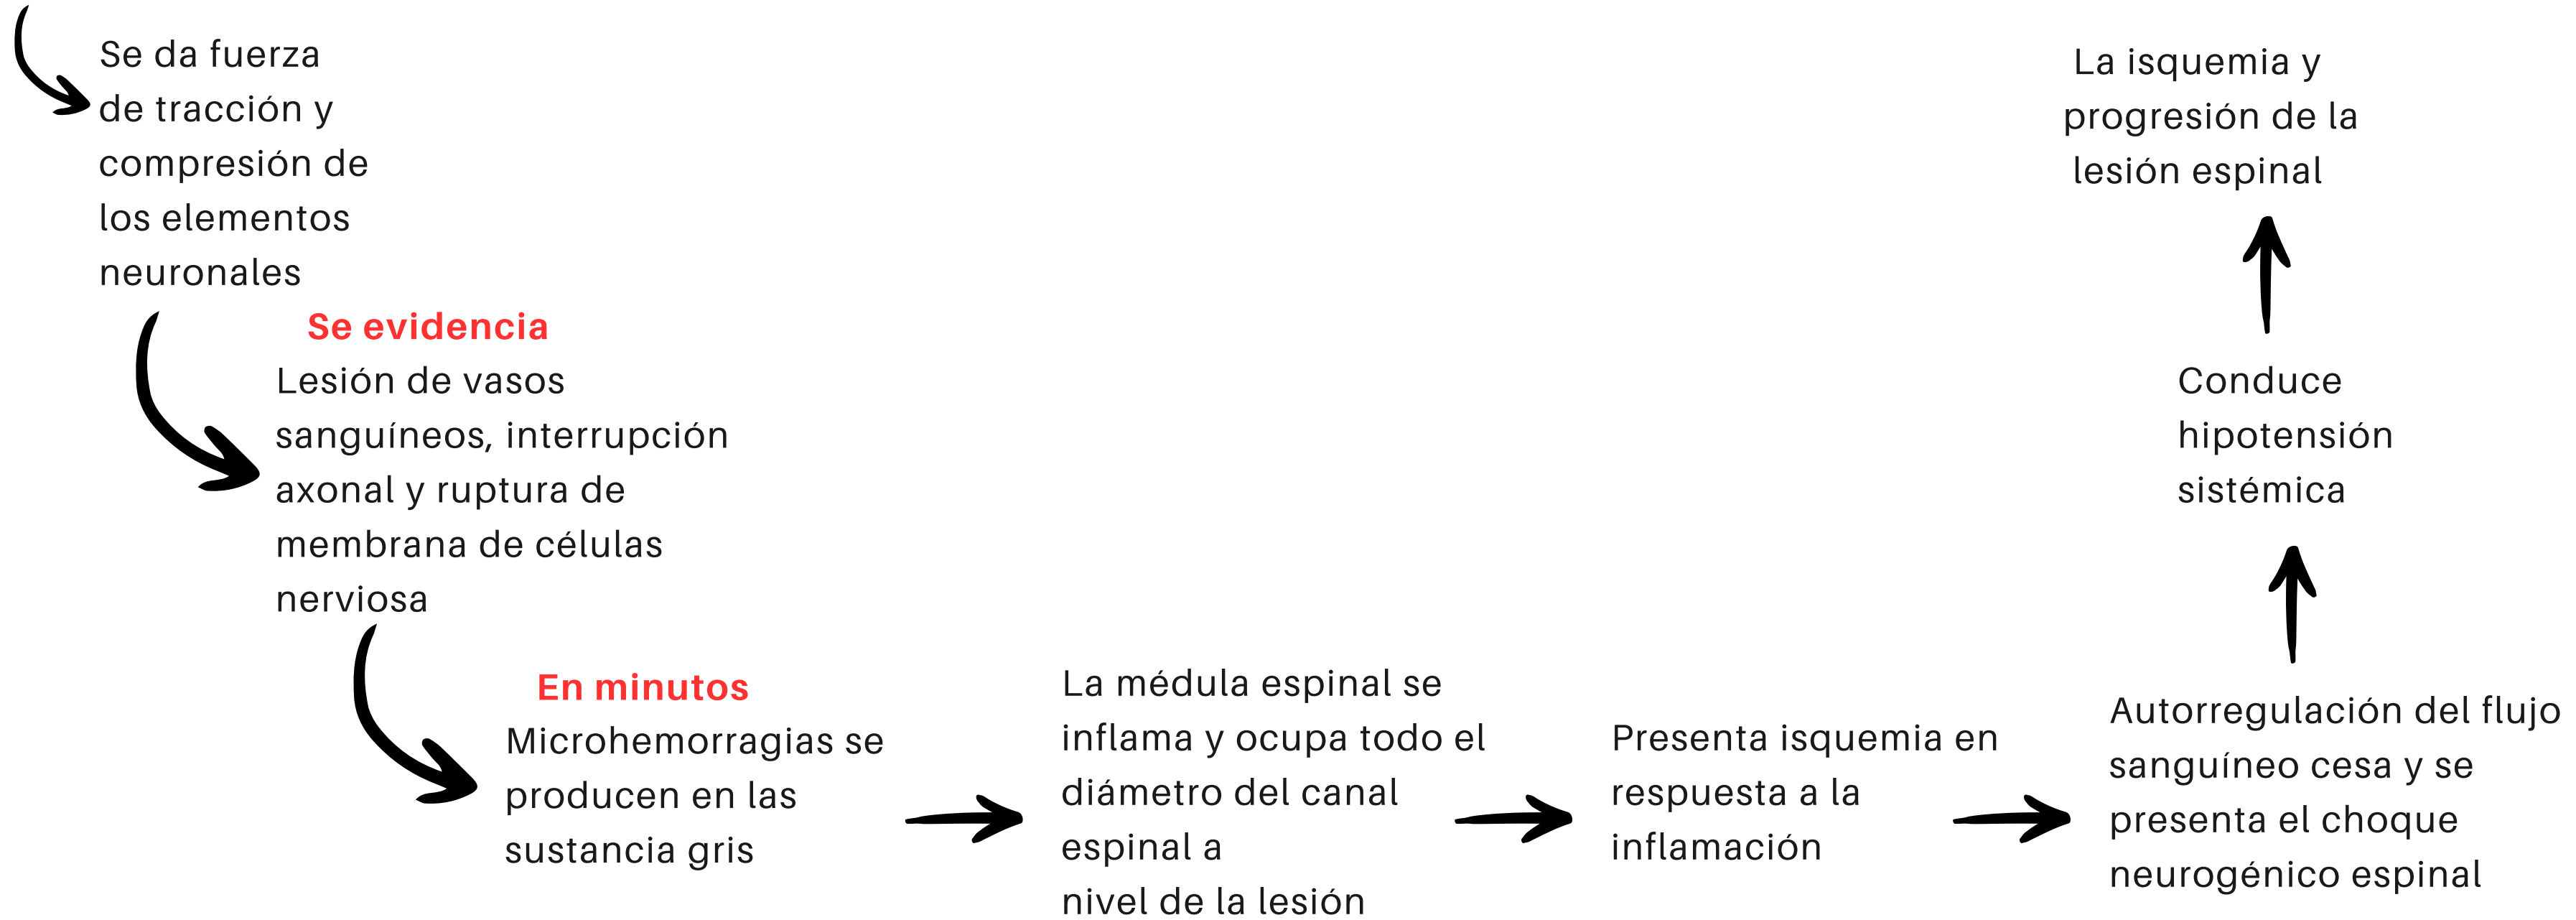 Se da fuerza
de tracción y
compresión de
los elementos
neuronales
Se evidencia
Lesión de vasos
sanguíneos, interrupción
axonal y ruptura de
membrana de células
nerviosa
En minutos
Microhemorragias se
producen en las
sustancia gris
La médula espinal se
inflama y ocupa todo el
diámetro del canal
espinal a
nivel de la lesión
Presenta isquemia en
respuesta a la
inflamación
Autorregulación del flujo
sanguíneo cesa y se
presenta el choque
neurogénico espinal
Conduce
hipotensión
sistémica
La isquemia y
progresión de la
lesión espinal